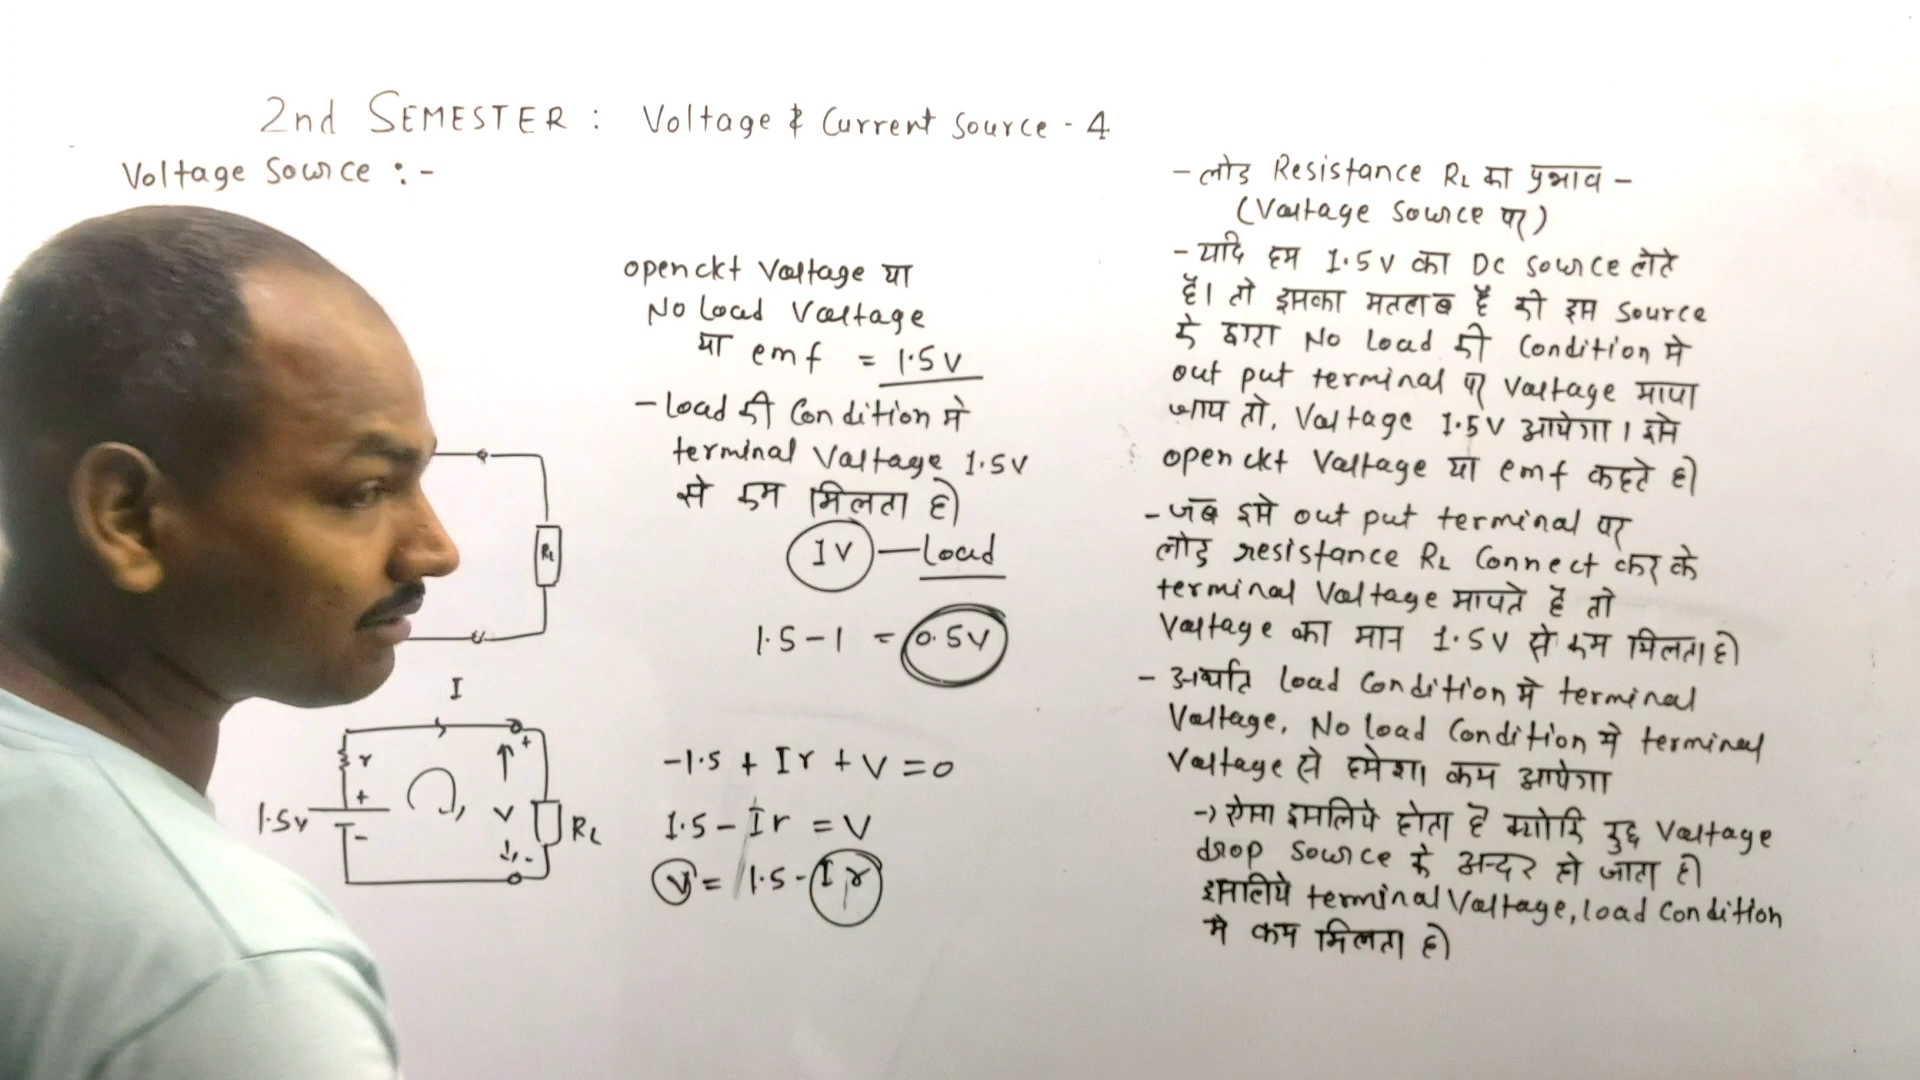 2nd SEMESTER : Voltage & Current Source - 4
Voltage Source :-
open ckt Voltage या
No Load Voltage
या emf = 1.5V
- Load की Condition मे
terminal Voltage 1.5V
से कम मिलता है)
1V — Load
1.5 - 1 = 0.5V
RL
I
r
+
-
1.5V
+
V
-
RL
-1.5 + Ir + V = 0
1.5 - Ir = V
V = 1.5 - Ir
- लोड Resistance RL का प्रभाव -
(Voltage Source पर)
- यदि हम 1.5V का DC Source लेते
है। तो इसका मतलब है की इस Source
के द्वारा No Load की Condition मे
out put terminal पर Voltage मापा
जाय तो, Voltage 1.5V आयेगा। इसे
open ckt Voltage या emf कहते है)
- जब इसे out put terminal पर
लोड resistance RL Connect कर के
terminal Voltage मापते है तो
Voltage का मान 1.5V से कम मिलता है)
- अर्थात Load Condition मे terminal
Voltage, No Load Condition मे terminal
Voltage से हमेशा कम आयेगा
→ ऐसा इसलिये होता है क्योकि कुछ Voltage
drop Source के अन्दर हो जाता है)
इसलिये terminal Voltage, Load Condition
मे कम मिलता है)